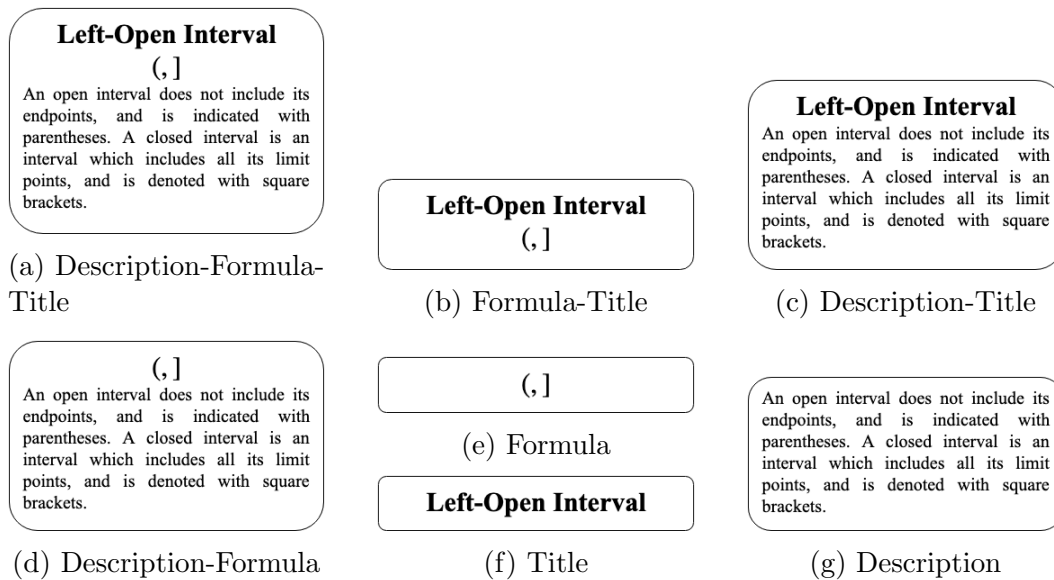 Left-Open Interval
(, ]
An open interval does not include its
endpoints, and is indicated with
parentheses. A closed interval is an
interval which includes all its limit
points, and is denoted with square
brackets.
(a) Description-Formula-
Title
Left-Open Interval
(, ]
(b) Formula-Title
Left-Open Interval
An open interval does not include its
endpoints, and is indicated with
parentheses. A closed interval is an
interval which includes all its limit
points, and is denoted with square
brackets.
(c) Description-Title
(, ]
An open interval does not include its
endpoints, and is indicated with
parentheses. A closed interval is an
interval which includes all its limit
points, and is denoted with square
brackets.
(d) Description-Formula
(, ]
(e) Formula
Left-Open Interval
(f) Title
An open interval does not include its
endpoints, and is indicated with
parentheses. A closed interval is an
interval which includes all its limit
points, and is denoted with square
brackets.
(g) Description